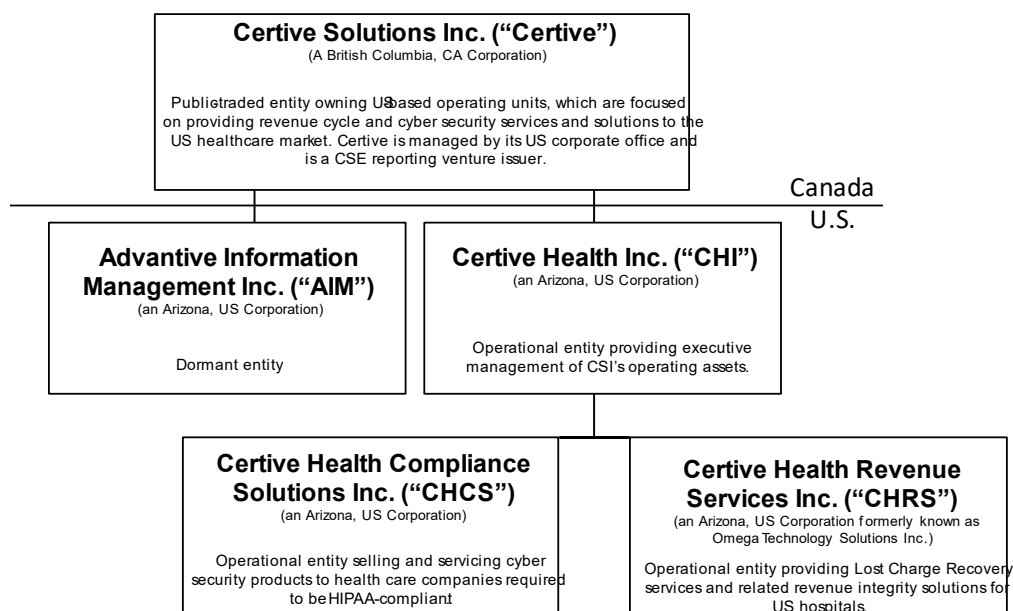 Certive Solutions Inc. (“Certive”)
(A British Columbia, CA Corporation)
Public-traded entity owning US-based operating units, which are focused
on providing revenue cycle and cyber security services and solutions to the
US healthcare market. Certive is managed by its US corporate office and
is a CSE reporting venture issuer.
Canada
U.S.
Advantive Information
Management Inc. (“AIM”)
(an Arizona, US Corporation)
Dormant entity
Certive Health Inc. (“CHI”)
(an Arizona, US Corporation)
Operational entity providing executive
management of CSI’s operating assets.
Certive Health Compliance
Solutions Inc. (“CHCS”)
(an Arizona, US Corporation)
Operational entity selling and servicing cyber
security products to health care companies required
to be HIPAA-compliant.
Certive Health Revenue
Services Inc. (“CHRS”)
(an Arizona, US Corporation formerly known as
Omega Technology Solutions Inc.)
Operational entity providing Lost Charge Recovery
services and related revenue integrity solutions for
US hospitals.